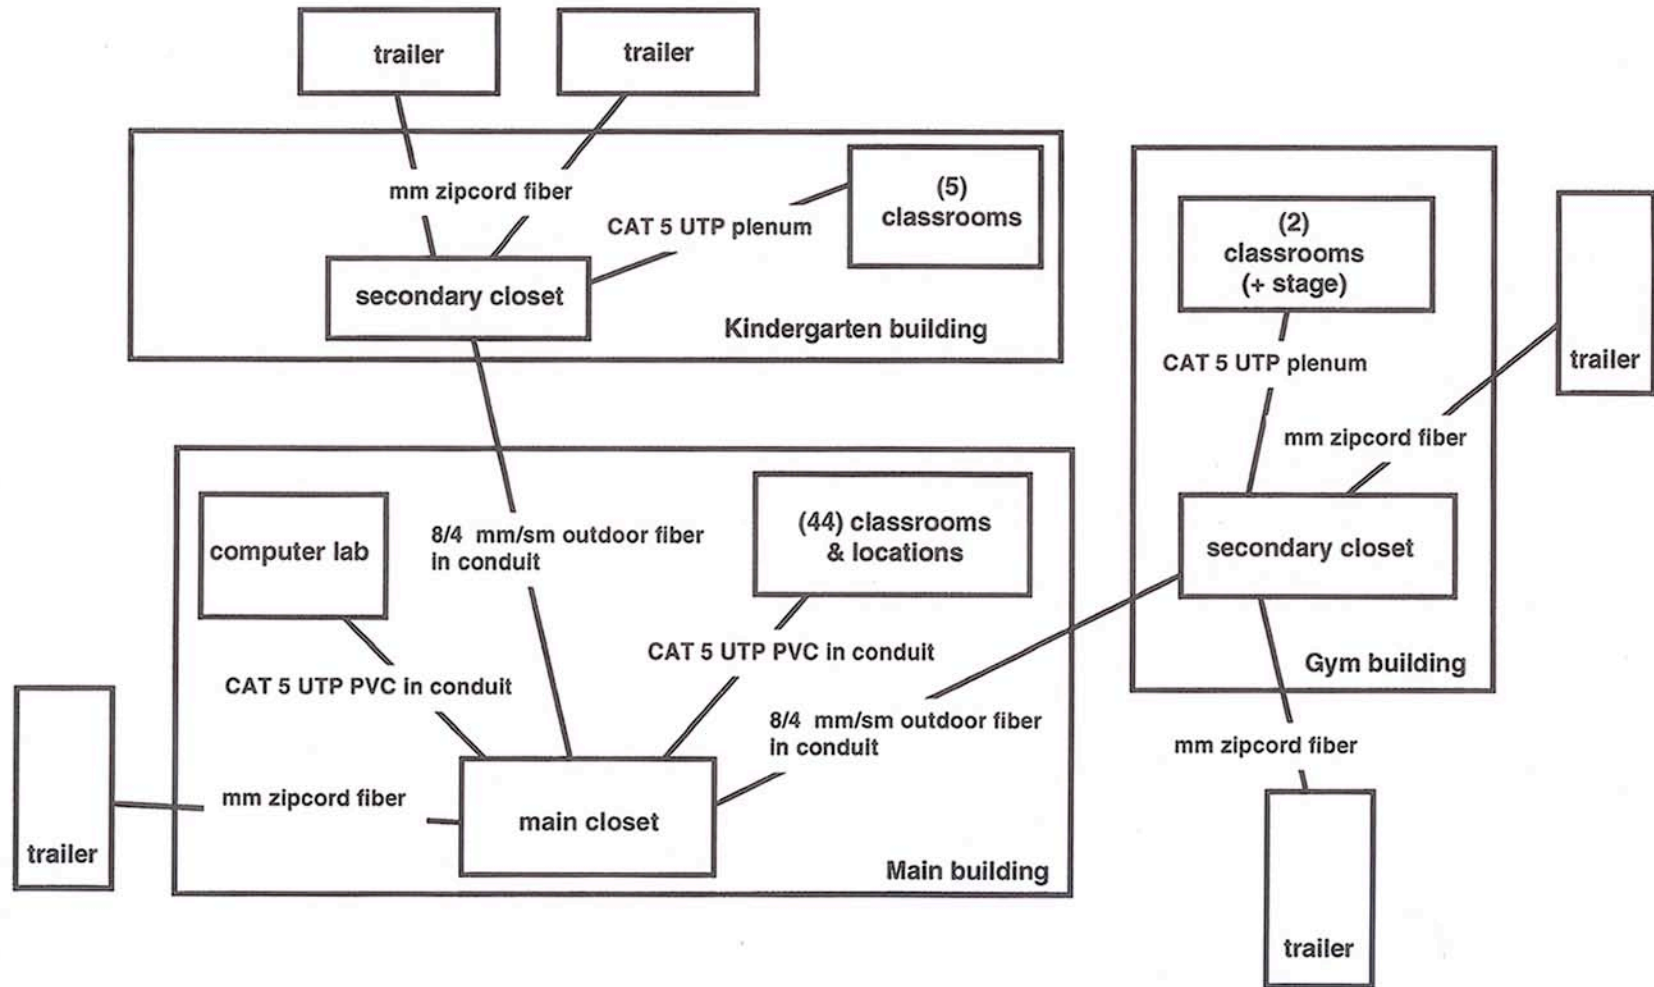 trailer
trailer
mm zipcord fiber
CAT 5 UTP plenum
(5)
classrooms
secondary closet
Kindergarten building
(2)
classrooms
(+ stage)
CAT 5 UTP plenum
trailer
mm zipcord fiber
secondary closet
Gym building
mm zipcord fiber
trailer
computer lab
8/4 mm/sm outdoor fiber
in conduit
(44) classrooms
& locations
CAT 5 UTP PVC in conduit
CAT 5 UTP PVC in conduit
8/4 mm/sm outdoor fiber
in conduit
mm zipcord fiber
main closet
Main building
trailer